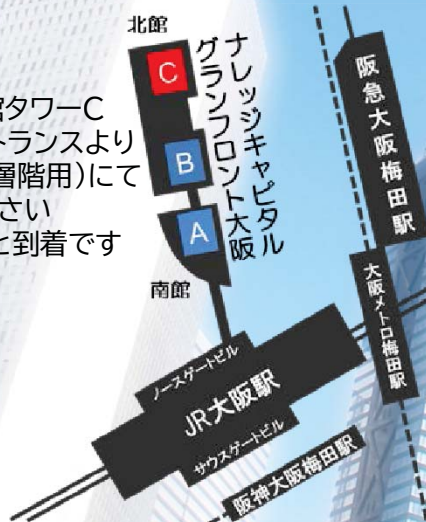 北館
C
B
A
ナレッジキャピタル
グランフロント大阪
館タワーC
トランスより
層階用)にて
さい
と到着です
南館
阪急大阪梅田駅
大阪メトロ梅田駅
ノースゲートビル
JR大阪駅
サウスゲートビル
阪神大阪梅田駅